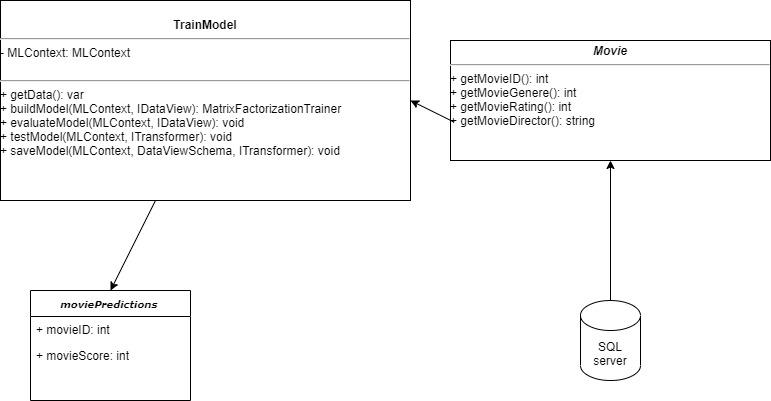 TrainModel
- MLContext: MLContext
+ getData(): var
+ buildModel(MLContext, IDataView): MatrixFactorizationTrainer
+ evaluateModel(MLContext, IDataView): void
+ testModel(MLContext, ITransformer): void
+ saveModel(MLContext, DataViewSchema, ITransformer): void
Movie
+ getMovieID(): int
+ getMovieGenere(): int
+ getMovieRating(): int
+ getMovieDirector(): string
moviePredictions
+ movieID: int
+ movieScore: int
SQL
server